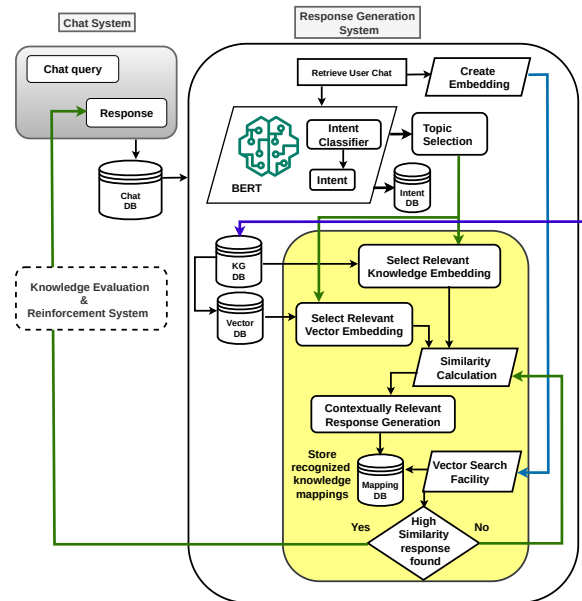 Chat System
Response Generation
System
Chat query
Response
Retrieve User Chat
Create
Embedding
Intent
Classifier
Intent
BERT
Topic
Selection
Chat
DB
Intent
DB
KG
DB
Select Relevant
Knowledge Embedding
Knowledge Evaluation
&
Reinforcement System
Vector
DB
Select Relevant
Vector Embedding
Similarity
Calculation
Contextually Relevant
Response Generation
Store
recognized
knowledge
mappings
Mapping
DB
Vector Search
Facility
Yes
High
Similarity
response
found
No